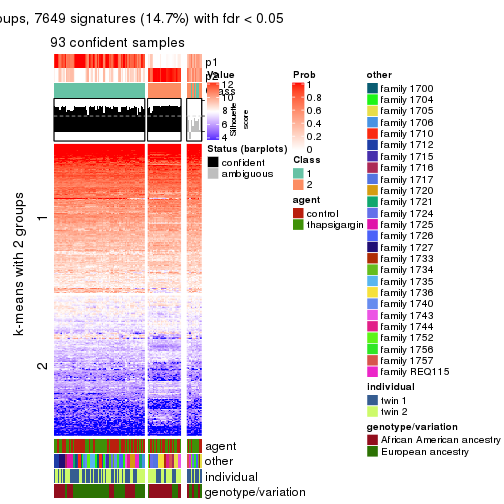 oups, 7649 signatures (14.7%) with fdr < 0.05
93 confident samples
p1
p2
Class
Silhouette
score
k-means with 2 groups
1
2
agent
other
individual
genotype/variation
Value
12
10
8
6
4
Status (barplots)
confident
ambiguous
Prob
1
0.8
0.6
0.4
0.2
0
Class
1
2
agent
control
thapsigargin
other
family 1700
family 1704
family 1705
family 1706
family 1710
family 1712
family 1715
family 1716
family 1717
family 1720
family 1721
family 1724
family 1725
family 1726
family 1727
family 1733
family 1734
family 1735
family 1736
family 1740
family 1743
family 1744
family 1752
family 1756
family 1757
family REQ115
individual
twin 1
twin 2
genotype/variation
African American ancestry
European ancestry